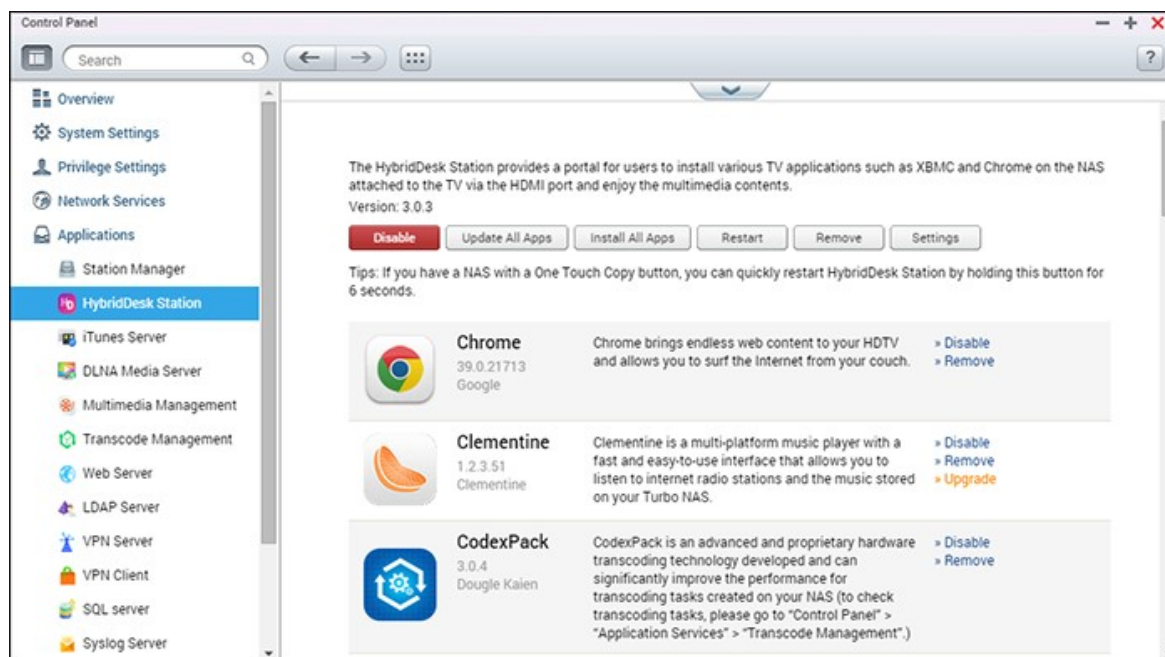 Control Panel
Search
?
Overview
System Settings
Privilege Settings
Network Services
Applications
Station Manager
HD
HybridDesk Station
iTunes Server
DLNA Media Server
Multimedia Management
Transcode Management
Web Server
LDAP Server
VPN Server
VPN Client
SQL server
Syslog Server
The HybridDesk Station provides a portal for users to install various TV applications such as XBMC and Chrome on the NAS
attached to the TV via the HDMI port and enjoy the multimedia contents.
Version: 3.0.3
Disable
Update All Apps
Install All Apps
Restart
Remove
Settings
Tips: If you have a NAS with a One Touch Copy button, you can quickly restart HybridDesk Station by holding this button for
6 seconds.
Chrome
39.0.21713
Google
Chrome brings endless web content to your HDTV
and allows you to surf the Internet from your couch.
» Disable
» Remove
Clementine
1.2.3.51
Clementine
Clementine is a multi-platform music player with a
fast and easy-to-use interface that allows you to
listen to internet radio stations and the music stored
on your Turbo NAS.
» Disable
» Remove
» Upgrade
CodexPack
3.0.4
Dougle Kaien
CodexPack is an advanced and proprietary hardware
transcoding technology developed and can
significantly improve the performance for
transcoding tasks created on your NAS (to check
transcoding tasks, please go to “Control Panel” >
“Application Services” > “Transcode Management”.)
» Disable
» Remove